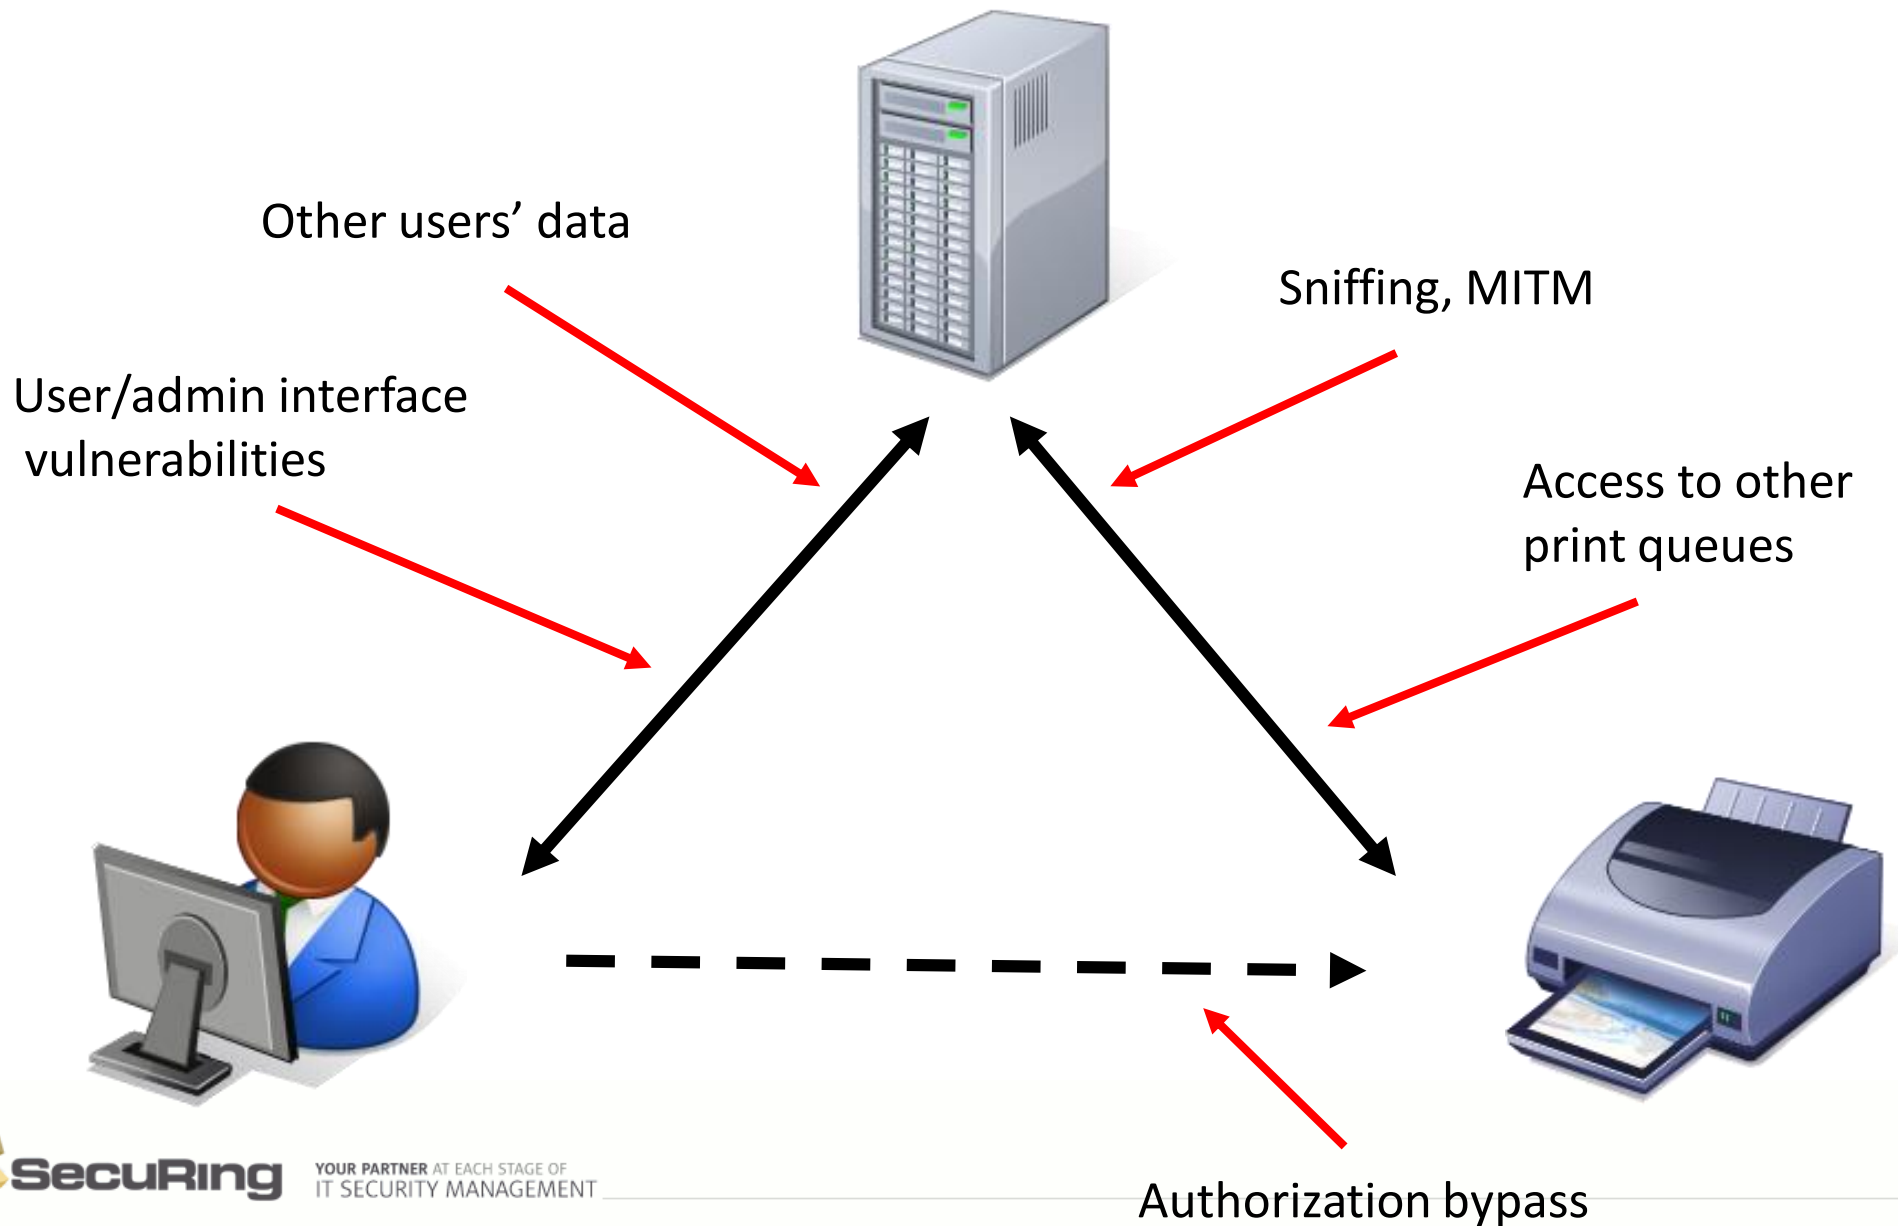 Other users’ data
Sniffing, MITM
User/admin interface
vulnerabilities
Access to other
print queues
SecuRing
YOUR PARTNER AT EACH STAGE OF
IT SECURITY MANAGEMENT
Authorization bypass